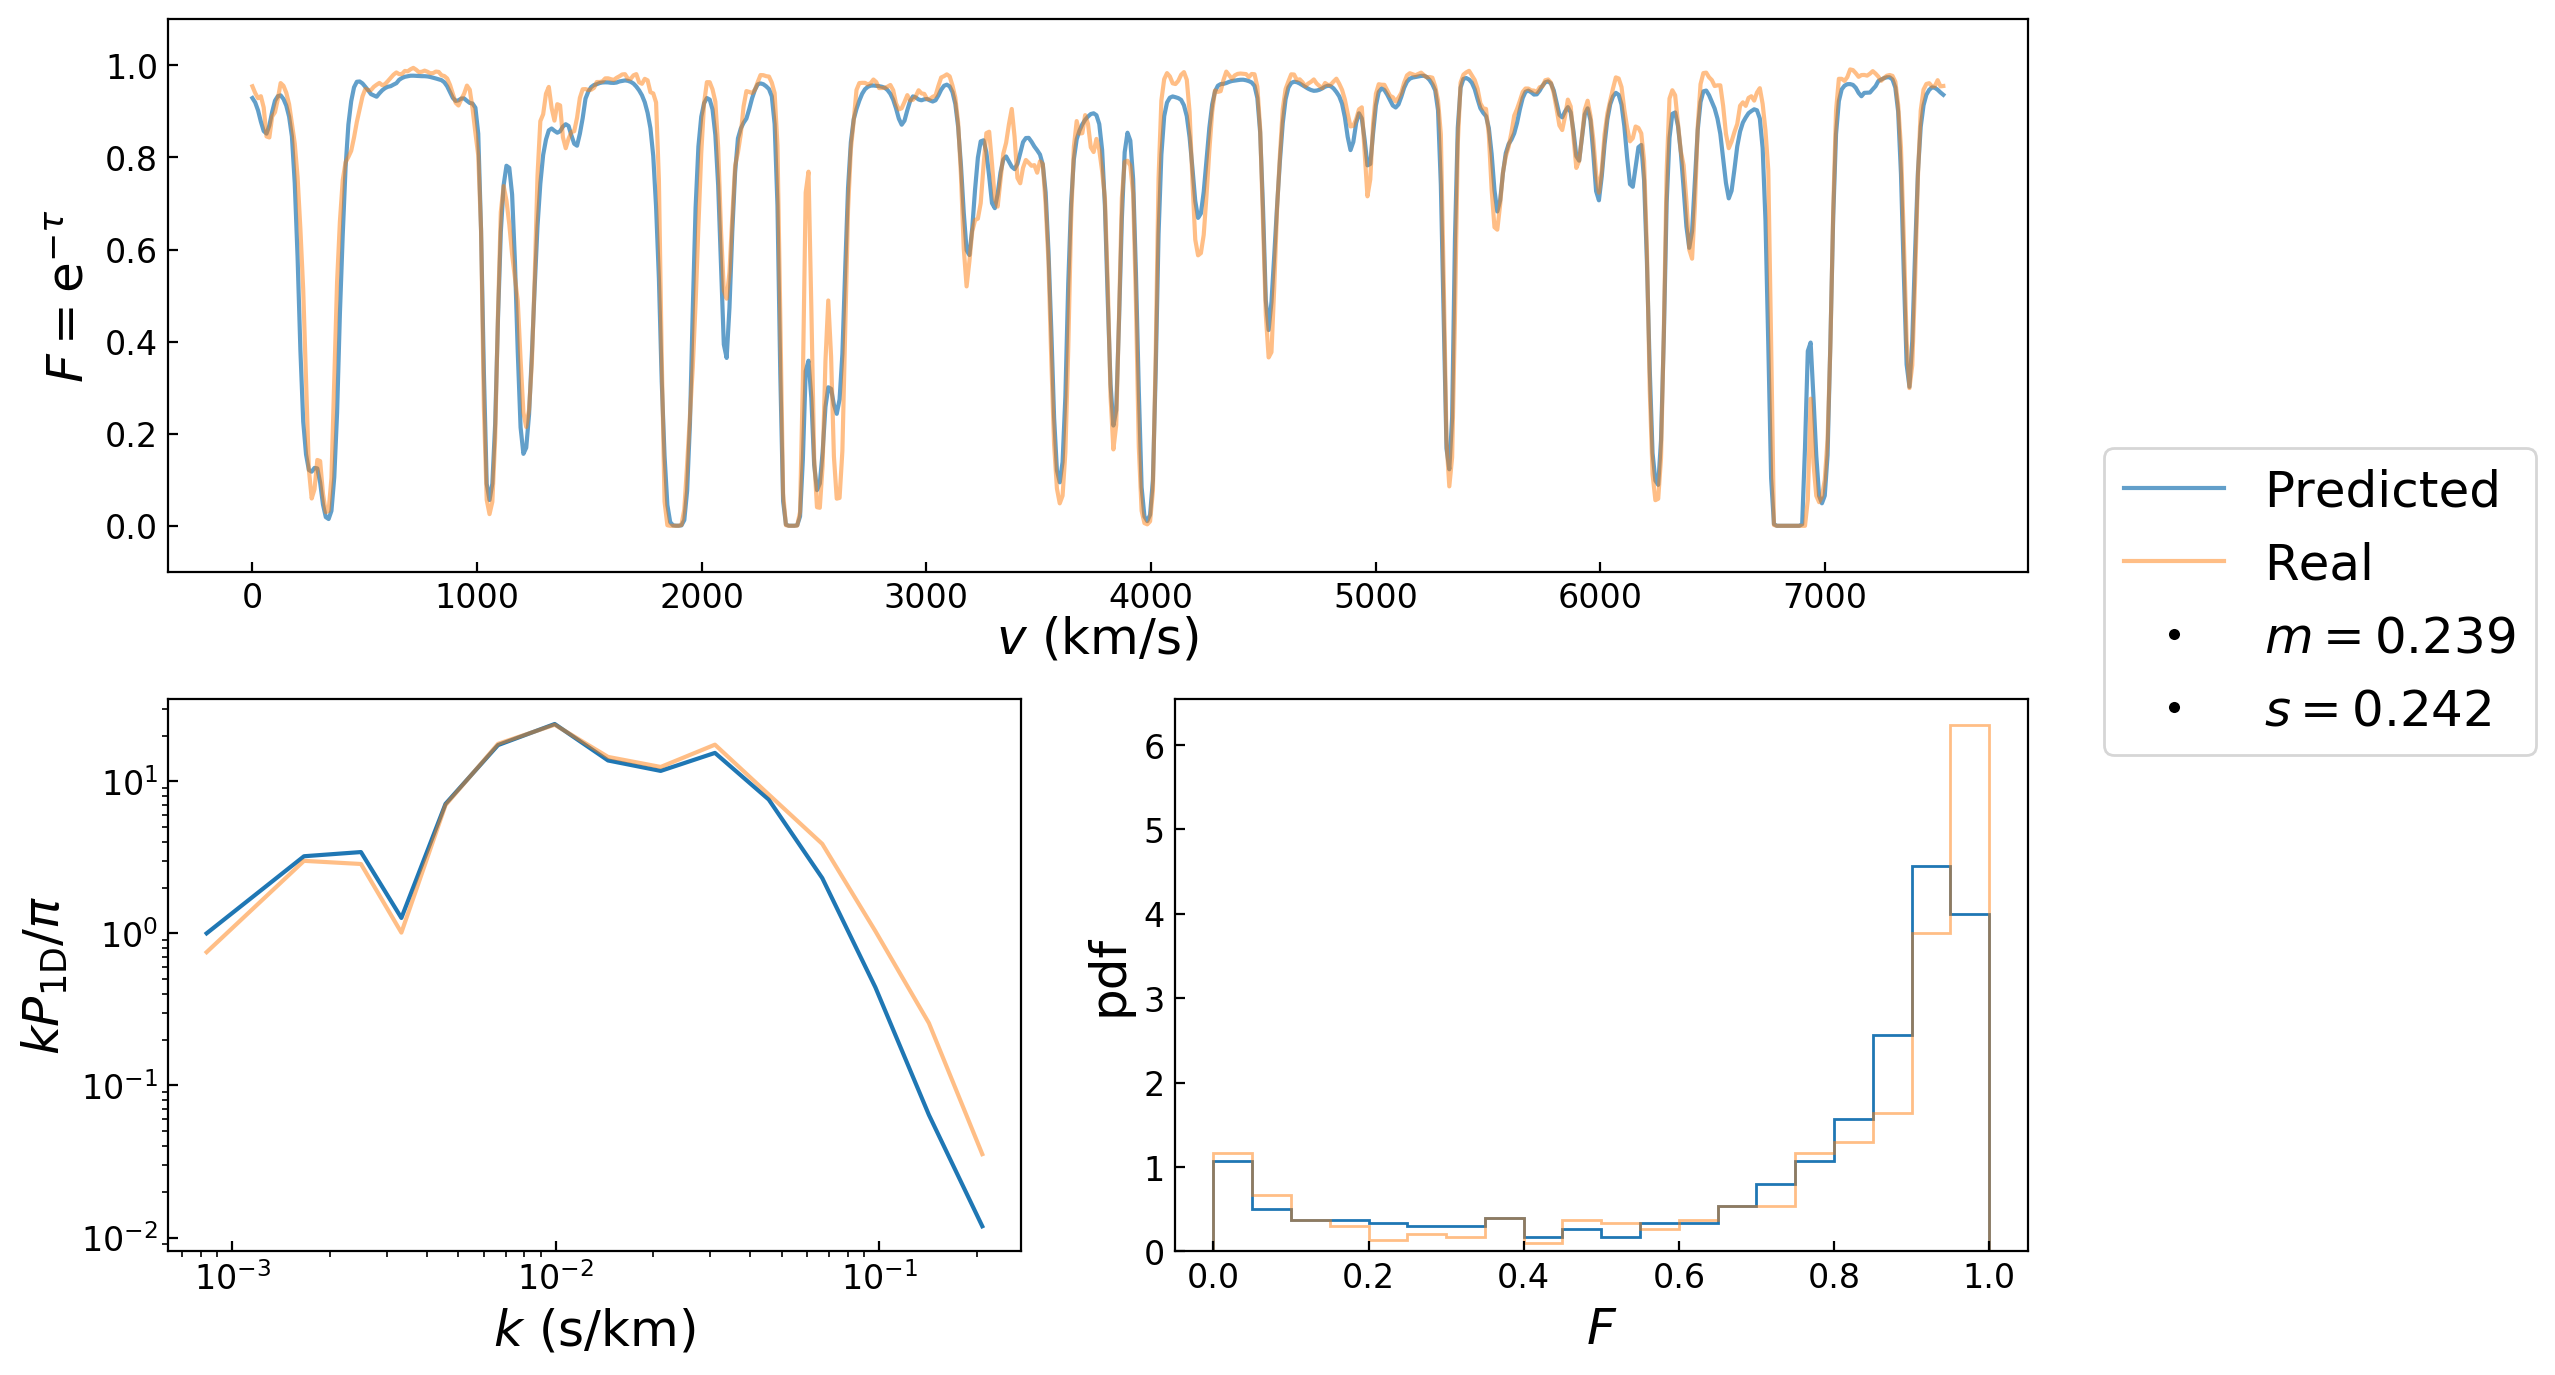 1.0
0.8
0.6
0.4
0.2
0.0
F = e^{−τ}
0 1000 2000 3000 4000 5000 6000 7000
v (km/s)
Predicted
Real
m = 0.239
s = 0.242
10^1
10^0
10^{−1}
10^{−2}
kP_{1D}/π
10^{−3} 10^{−2} 10^{−1}
k (s/km)
6
5
4
3
2
1
0
pdf
0.0 0.2 0.4 0.6 0.8 1.0
F